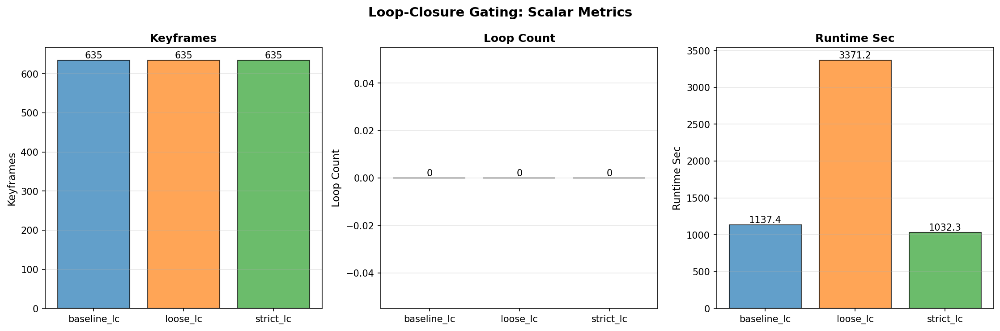 Loop-Closure Gating: Scalar Metrics
Keyframes
635 635 635
600
500
400
300
200
100
0
Keyframes
baseline_lc loose_lc strict_lc
Loop Count
0.04
0.02
0.00
−0.02
−0.04
0 0 0
Loop Count
baseline_lc loose_lc strict_lc
Runtime Sec
3500
3000
2500
2000
1500
1000
500
0
1137.4 3371.2 1032.3
Runtime Sec
baseline_lc loose_lc strict_lc